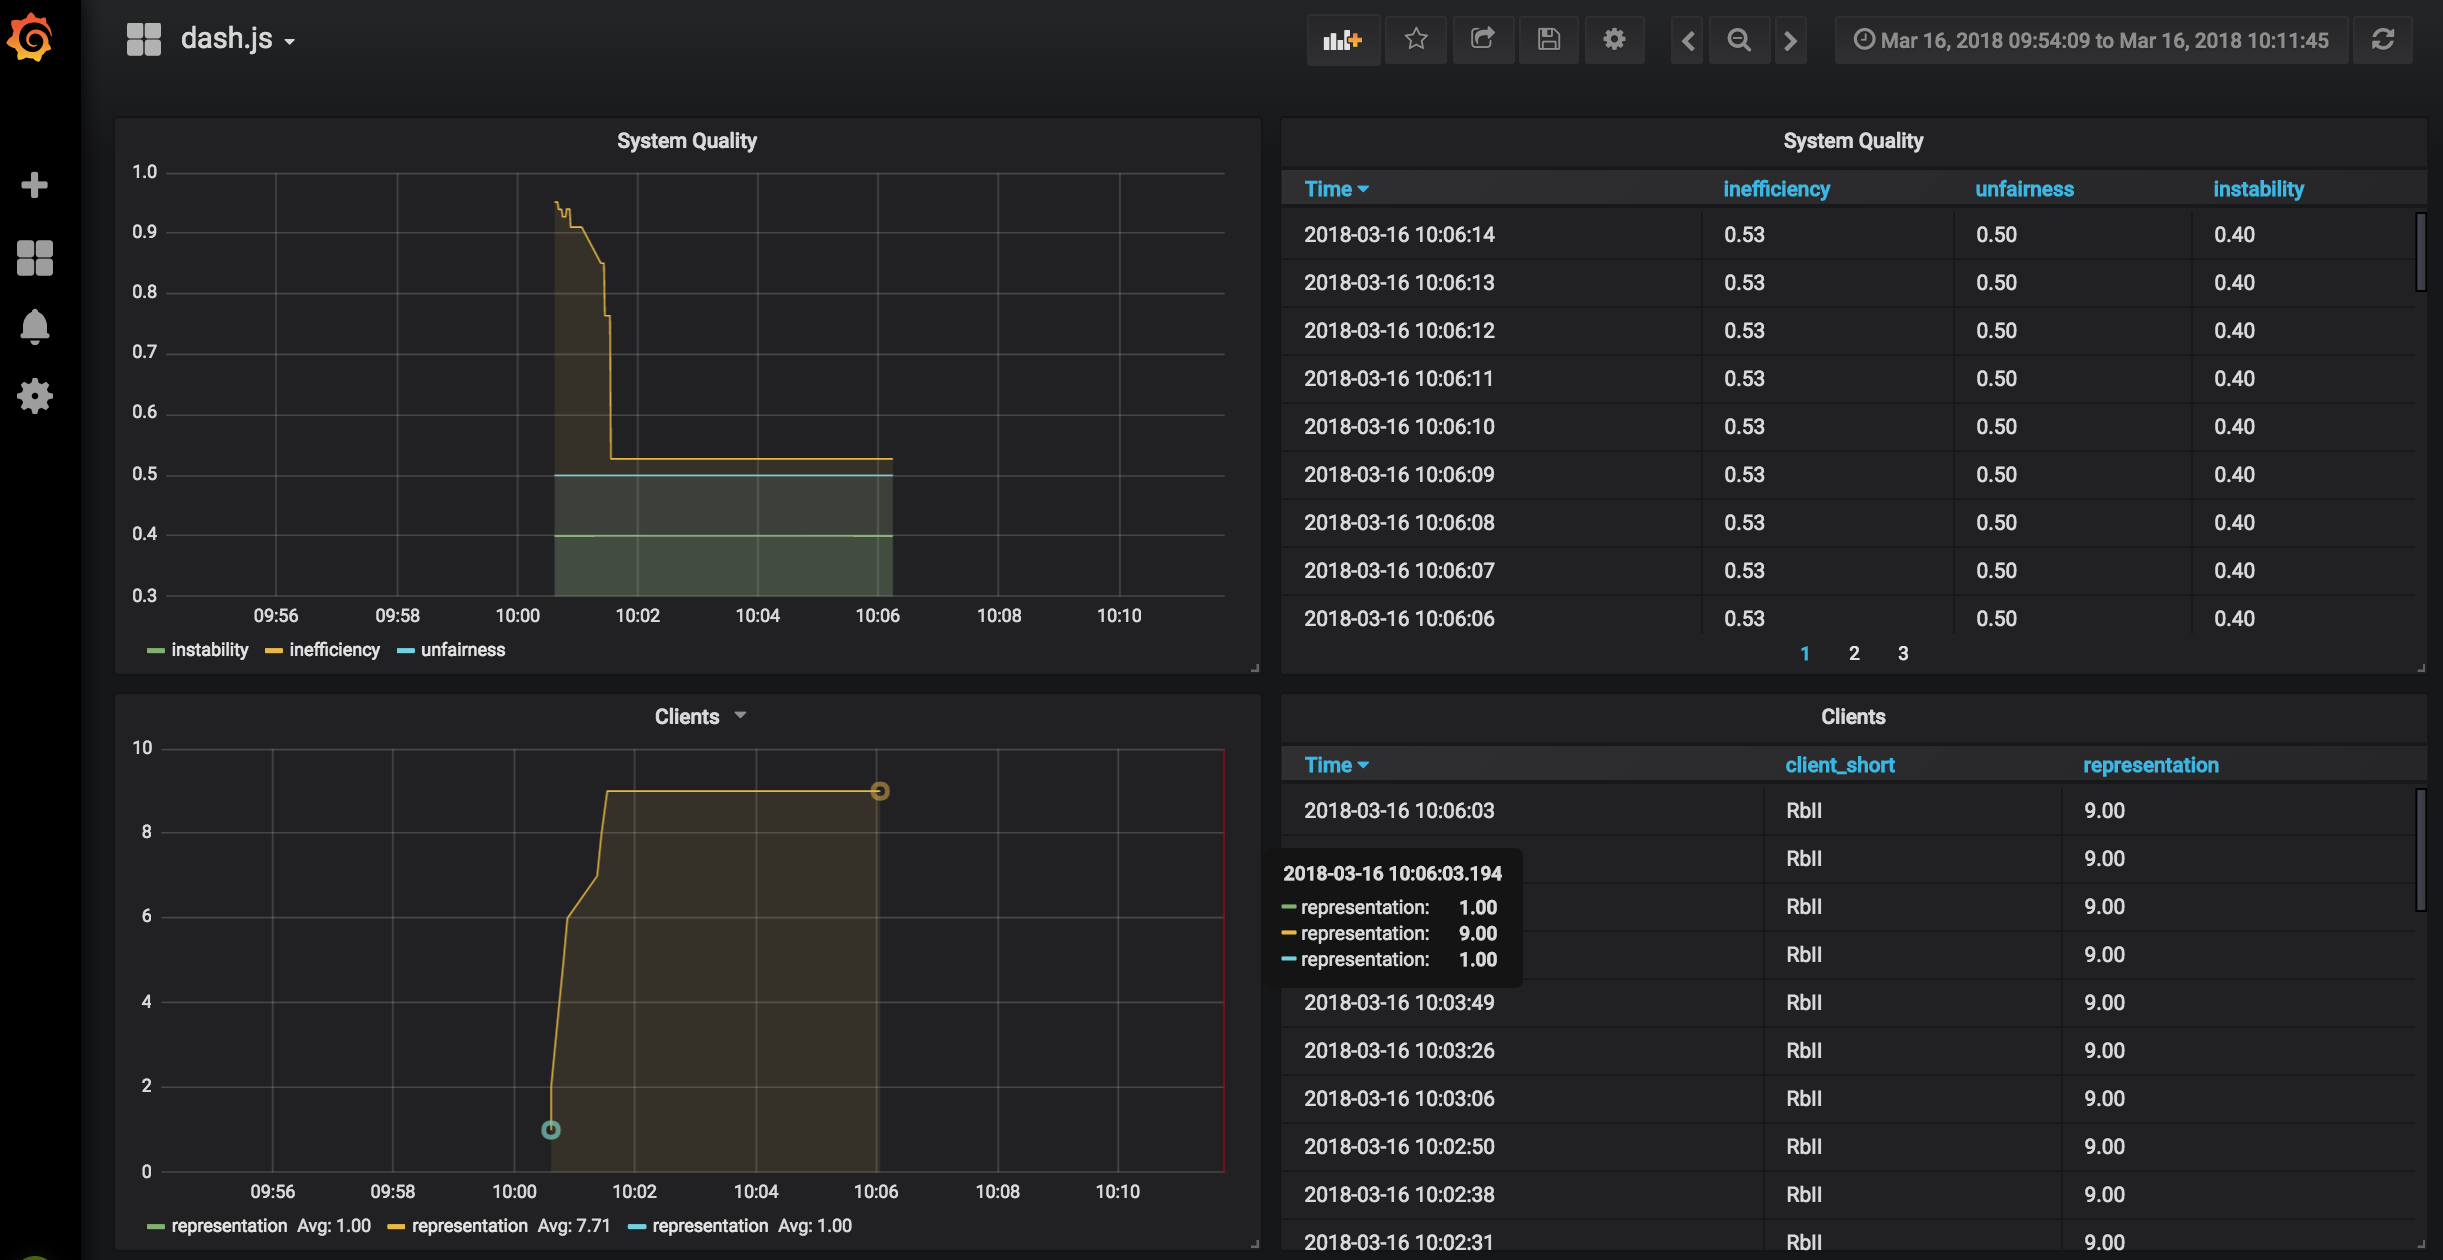 dash.js
Mar 16, 2018 09:54:09 to Mar 16, 2018 10:11:45
System Quality
1.0
0.9
0.8
0.7
0.6
0.5
0.4
0.3
09:56 09:58 10:00 10:02 10:04 10:06 10:08 10:10
instability inefficiency unfairness
System Quality
Time inefficiency unfairness instability
2018-03-16 10:06:14 0.53 0.50 0.40
2018-03-16 10:06:13 0.53 0.50 0.40
2018-03-16 10:06:12 0.53 0.50 0.40
2018-03-16 10:06:11 0.53 0.50 0.40
2018-03-16 10:06:10 0.53 0.50 0.40
2018-03-16 10:06:09 0.53 0.50 0.40
2018-03-16 10:06:08 0.53 0.50 0.40
2018-03-16 10:06:07 0.53 0.50 0.40
2018-03-16 10:06:06 0.53 0.50 0.40
1 2 3
Clients
10
8
6
4
2
0
09:56 09:58 10:00 10:02 10:04 10:06 10:08 10:10
representation Avg: 1.00 representation Avg: 7.71 representation Avg: 1.00
Clients
Time client_short representation
2018-03-16 10:06:03 RbII 9.00
RbII 9.00
RbII 9.00
RbII 9.00
2018-03-16 10:03:49 RbII 9.00
2018-03-16 10:03:26 RbII 9.00
2018-03-16 10:03:06 RbII 9.00
2018-03-16 10:02:50 RbII 9.00
2018-03-16 10:02:38 RbII 9.00
2018-03-16 10:02:31 RbII 9.00
2018-03-16 10:06:03.194
representation: 1.00
representation: 9.00
representation: 1.00